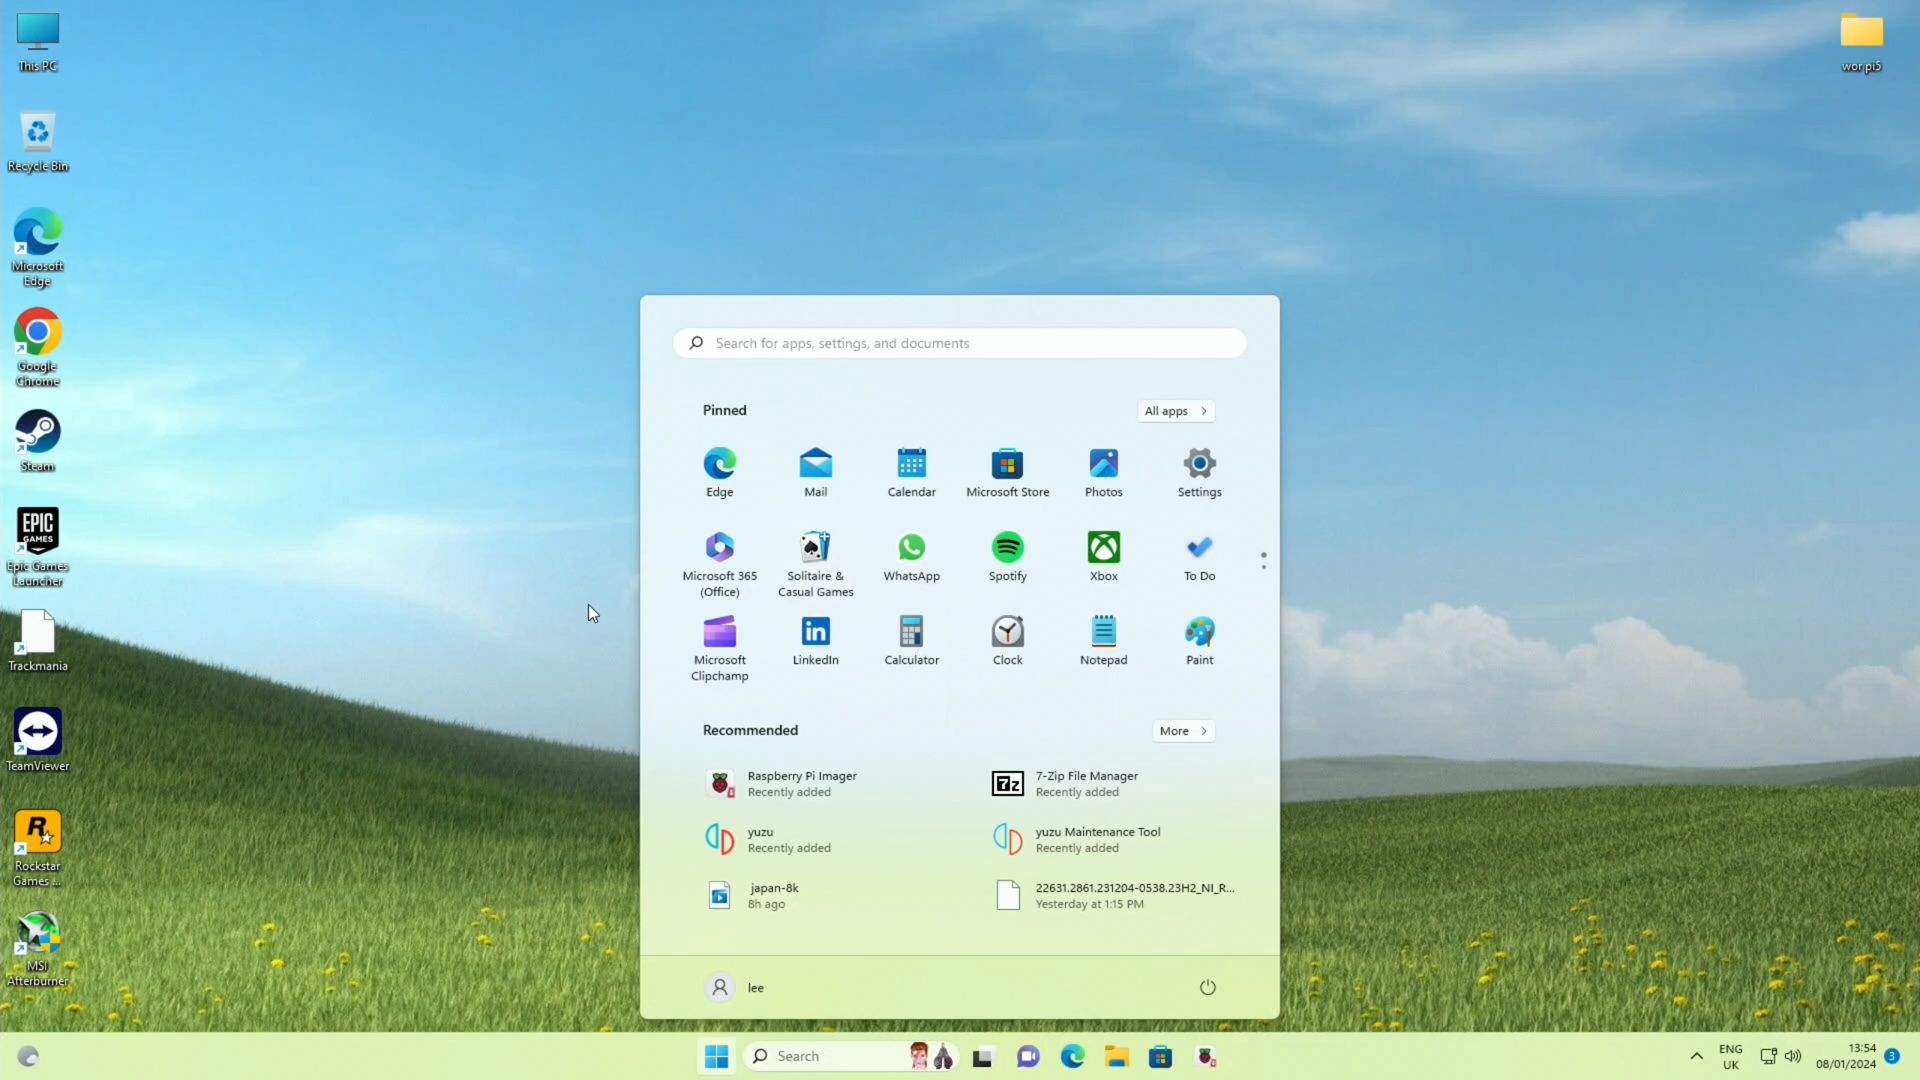 This PC
Recycle Bin
Microsoft
Edge
Google
Chrome
Steam
EPIC
GAMES
Epic Games
Launcher
Trackmania
TeamViewer
R
Rockstar
Games ...
MSI
Afterburner
wor pi5
Search for apps, settings, and documents
Pinned
All apps
Edge
Mail
Calendar
Microsoft Store
Photos
Settings
Microsoft 365
(Office)
Solitaire &
Casual Games
WhatsApp
Spotify
Xbox
To Do
Microsoft
Clipchamp
in
LinkedIn
Calculator
Clock
Notepad
Paint
Recommended
More
Raspberry Pi Imager
Recently added
7z
7-Zip File Manager
Recently added
yuzu
Recently added
yuzu Maintenance Tool
Recently added
japan-8k
8h ago
22631.2861.231204-0538.23H2_NI_R...
Yesterday at 1:15 PM
lee
Search
ENG
UK
13:54
08/01/2024
3